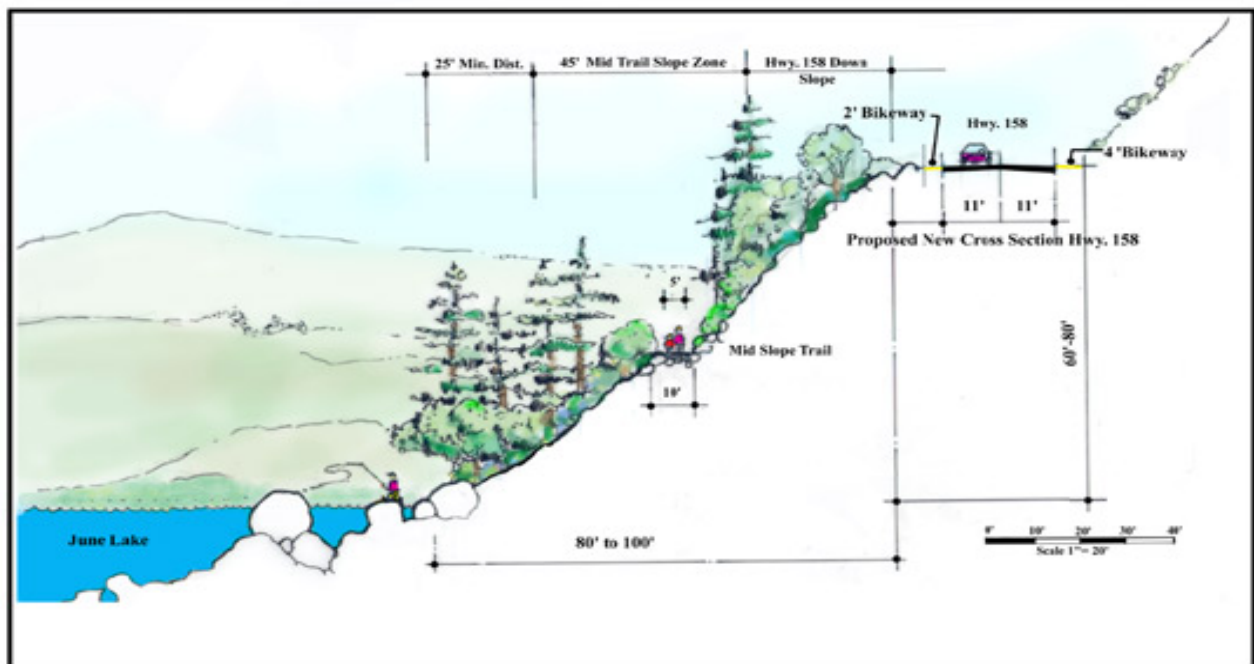 25' Min. Dist.
45' Mid Trail Slope Zone
Hwy. 158 Down
Slope
2' Bikeway
Hwy. 158
4 'Bikeway
11'
11'
Proposed New Cross Section Hwy. 158
5'
Mid Slope Trail
60'-80'
10'
June Lake
80' to 100'
0'
10'
20'
30'
40'
Scale 1"= 20'